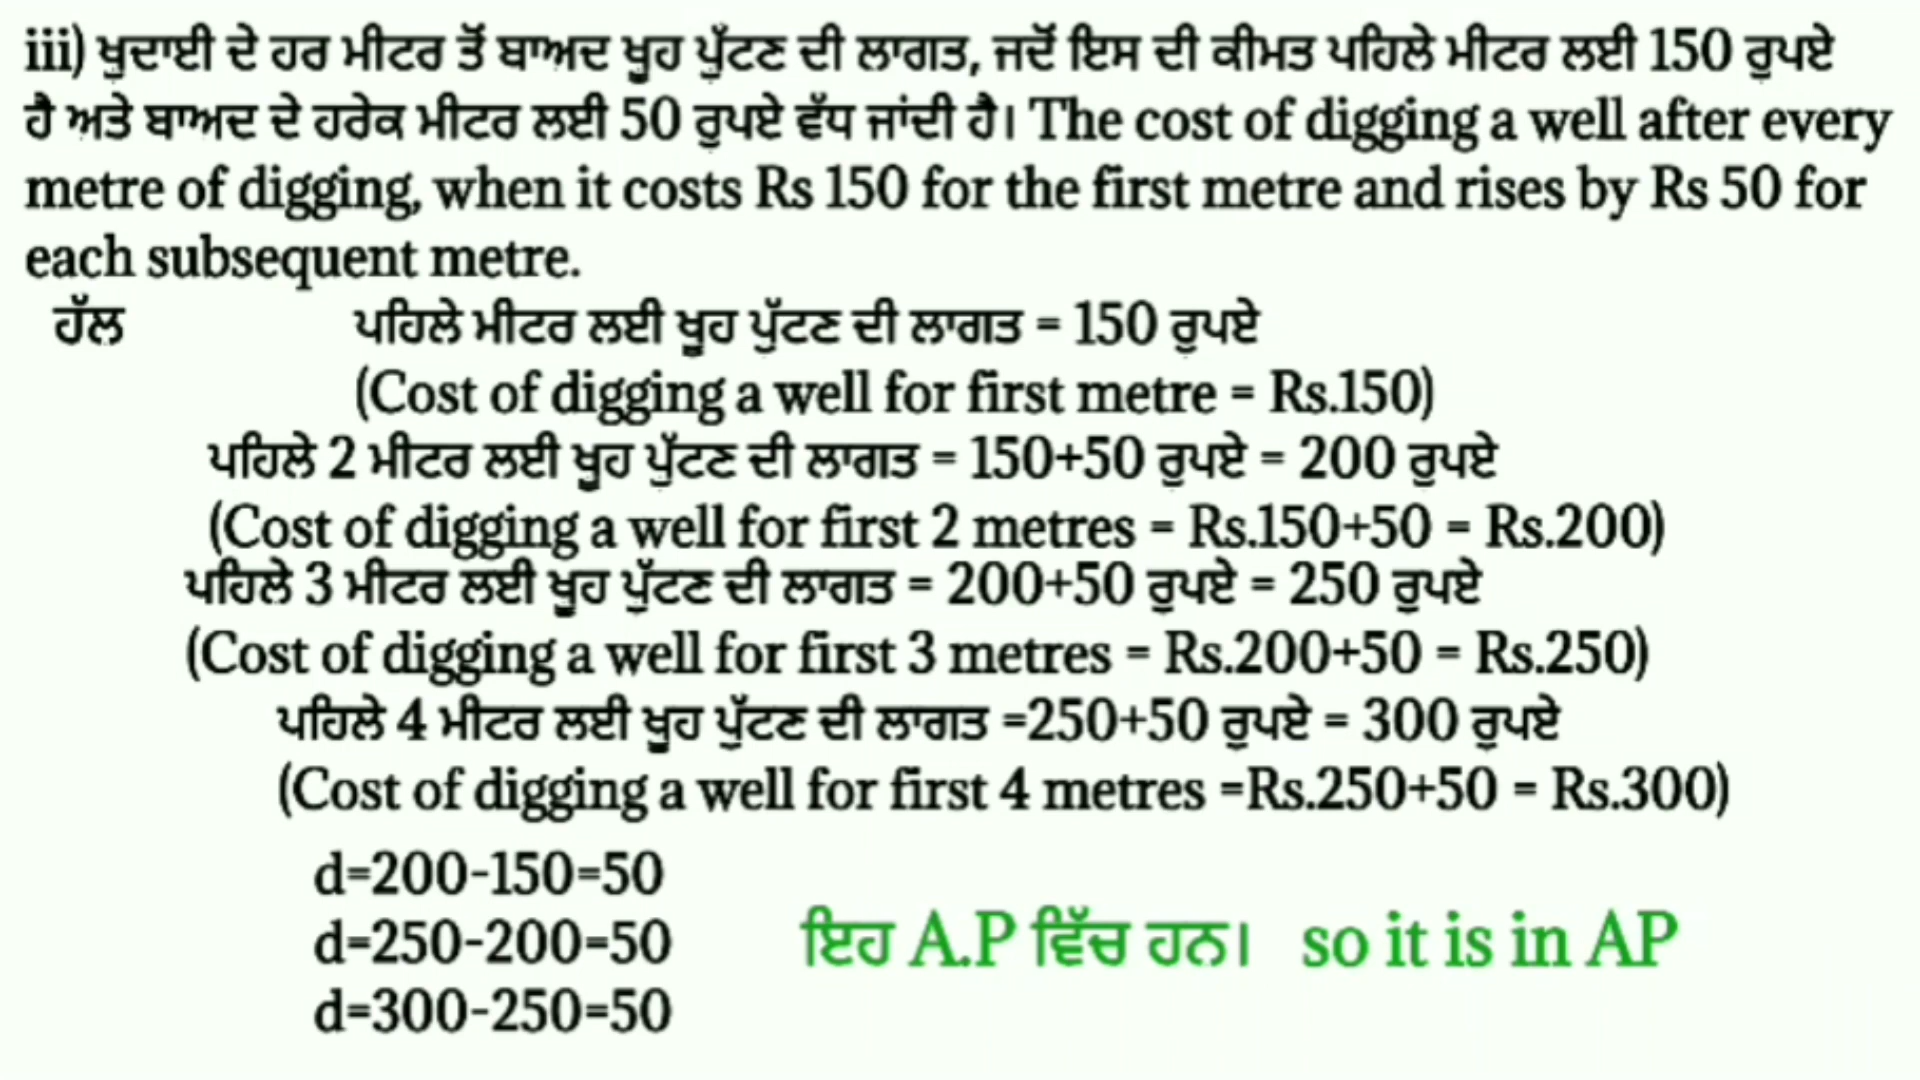 iii) ਖੁਦਾਈ ਦੇ ਹਰ ਮੀਟਰ ਤੋਂ ਬਾਅਦ ਖੂਹ ਪੁੱਟਣ ਦੀ ਲਾਗਤ, ਜਦੋਂ ਇਸ ਦੀ ਕੀਮਤ ਪਹਿਲੇ ਮੀਟਰ ਲਈ 150 ਰੁਪਏ
ਹੈ ਅਤੇ ਬਾਅਦ ਦੇ ਹਰੇਕ ਮੀਟਰ ਲਈ 50 ਰੁਪਏ ਵੱਧ ਜਾਂਦੀ ਹੈ। The cost of digging a well after every
metre of digging, when it costs Rs 150 for the first metre and rises by Rs 50 for
each subsequent metre.
ਹੱਲ ਪਹਿਲੇ ਮੀਟਰ ਲਈ ਖੂਹ ਪੁੱਟਣ ਦੀ ਲਾਗਤ = 150 ਰੁਪਏ
(Cost of digging a well for first metre = Rs.150)
ਪਹਿਲੇ 2 ਮੀਟਰ ਲਈ ਖੂਹ ਪੁੱਟਣ ਦੀ ਲਾਗਤ = 150+50 ਰੁਪਏ = 200 ਰੁਪਏ
(Cost of digging a well for first 2 metres = Rs.150+50 = Rs.200)
ਪਹਿਲੇ 3 ਮੀਟਰ ਲਈ ਖੂਹ ਪੁੱਟਣ ਦੀ ਲਾਗਤ = 200+50 ਰੁਪਏ = 250 ਰੁਪਏ
(Cost of digging a well for first 3 metres = Rs.200+50 = Rs.250)
ਪਹਿਲੇ 4 ਮੀਟਰ ਲਈ ਖੂਹ ਪੁੱਟਣ ਦੀ ਲਾਗਤ =250+50 ਰੁਪਏ = 300 ਰੁਪਏ
(Cost of digging a well for first 4 metres =Rs.250+50 = Rs.300)
d=200-150=50
d=250-200=50 ਇਹ A.P ਵਿੱਚ ਹਨ। so it is in AP
d=300-250=50